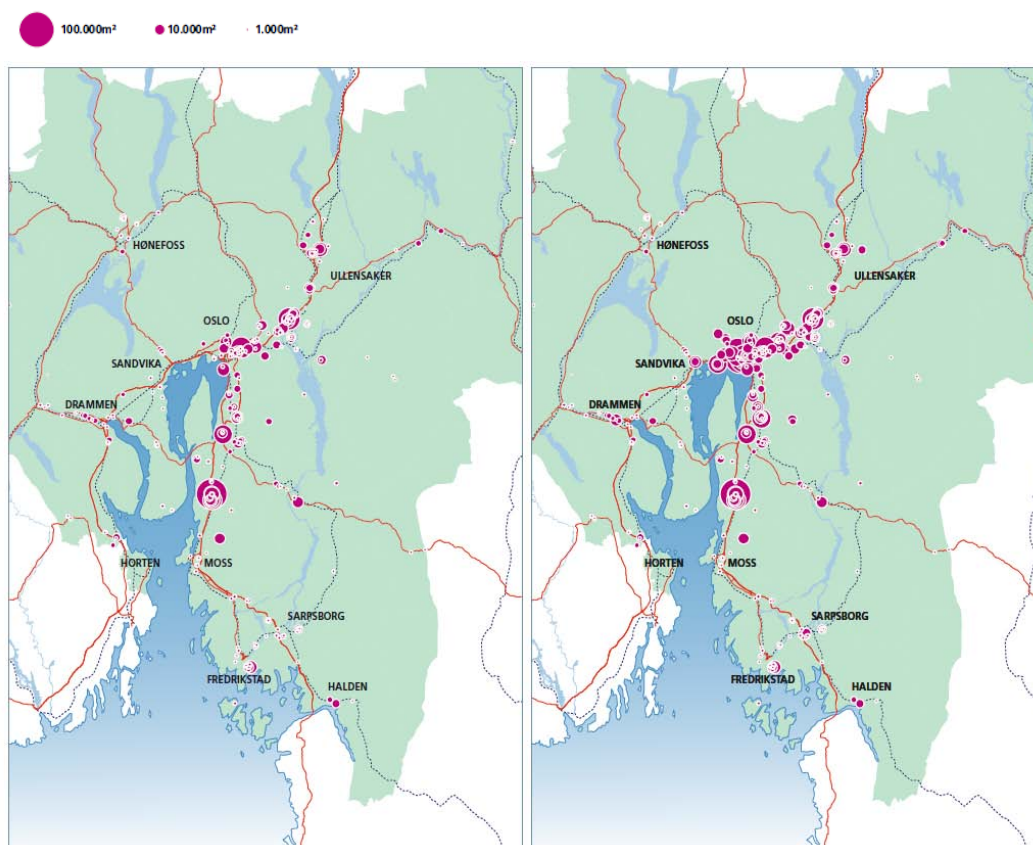 100.000m²
10.000m²
1.000m²
HØNEFOSS
ULLENSAKER
OSLO
SANDVIKA
DRAMMEN
HORTEN
MOSS
SARPSBORG
FREDRIKSTAD
HALDEN
HØNEFOSS
ULLENSAKER
OSLO
SANDVIKA
DRAMMEN
HORTEN
MOSS
SARPSBORG
FREDRIKSTAD
HALDEN